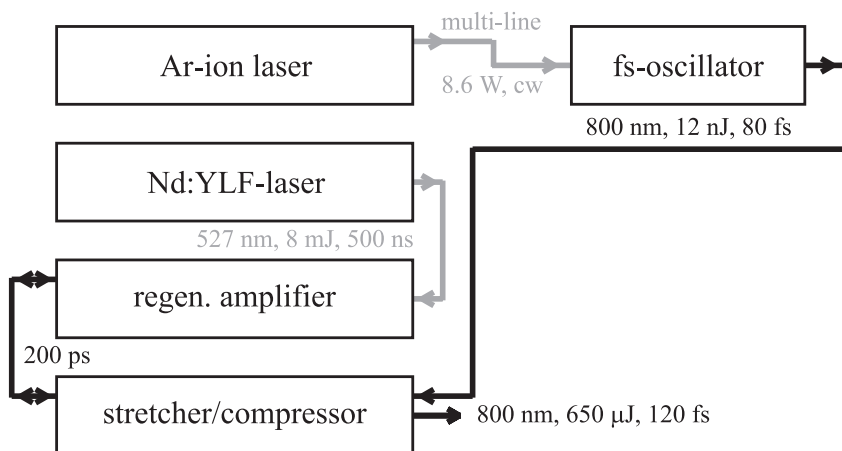 multi-line
Ar-ion laser
fs-oscillator
8.6 W, cw
800 nm, 12 nJ, 80 fs
Nd:YLF-laser
527 nm, 8 mJ, 500 ns
regen. amplifier
200 ps
stretcher/compressor
800 nm, 650 μJ, 120 fs